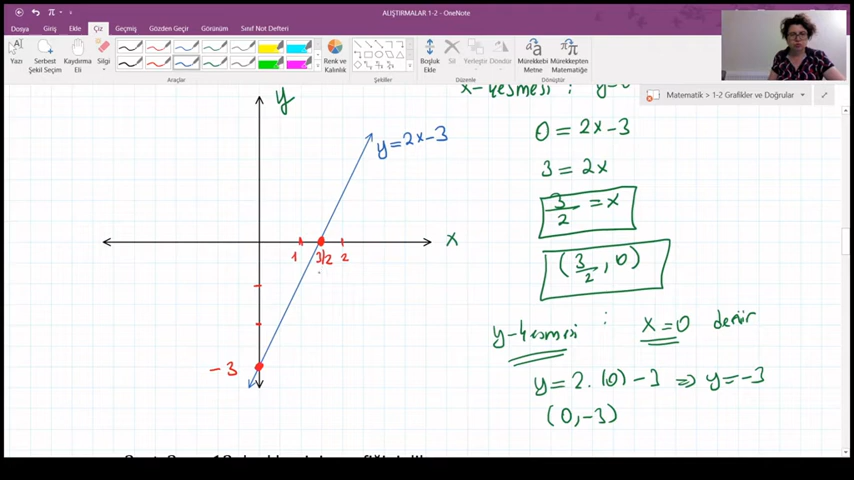 ALIŞTIRMALAR 1-2 - OneNote
Dosya Giriş Ekle Çiz Geçmiş Gözden Geçir Görünüm Sınıf Not Defteri
Yazı
Serbest Şekil Seçim
Kaydırma Eli
Silgi
Renk ve Kalınlık
Boşluk Ekle
Yerleştir
Döndür
Mürekkebi Metne
Mürekkepten Matematiğe
Araçlar
Şekiller
Düzenle
Dönüştür
Matematik > 1-2 Grafikler ve Doğrular
x-kesmesi :
y
y=2x-3
x
1 3/2 2
-3
0 = 2x-3
3 = 2x
3/2 = x
(3/2, 0)
y-kesmesi : x=0 denir
y=2.(0)-3 ⇒ y=-3
(0,-3)